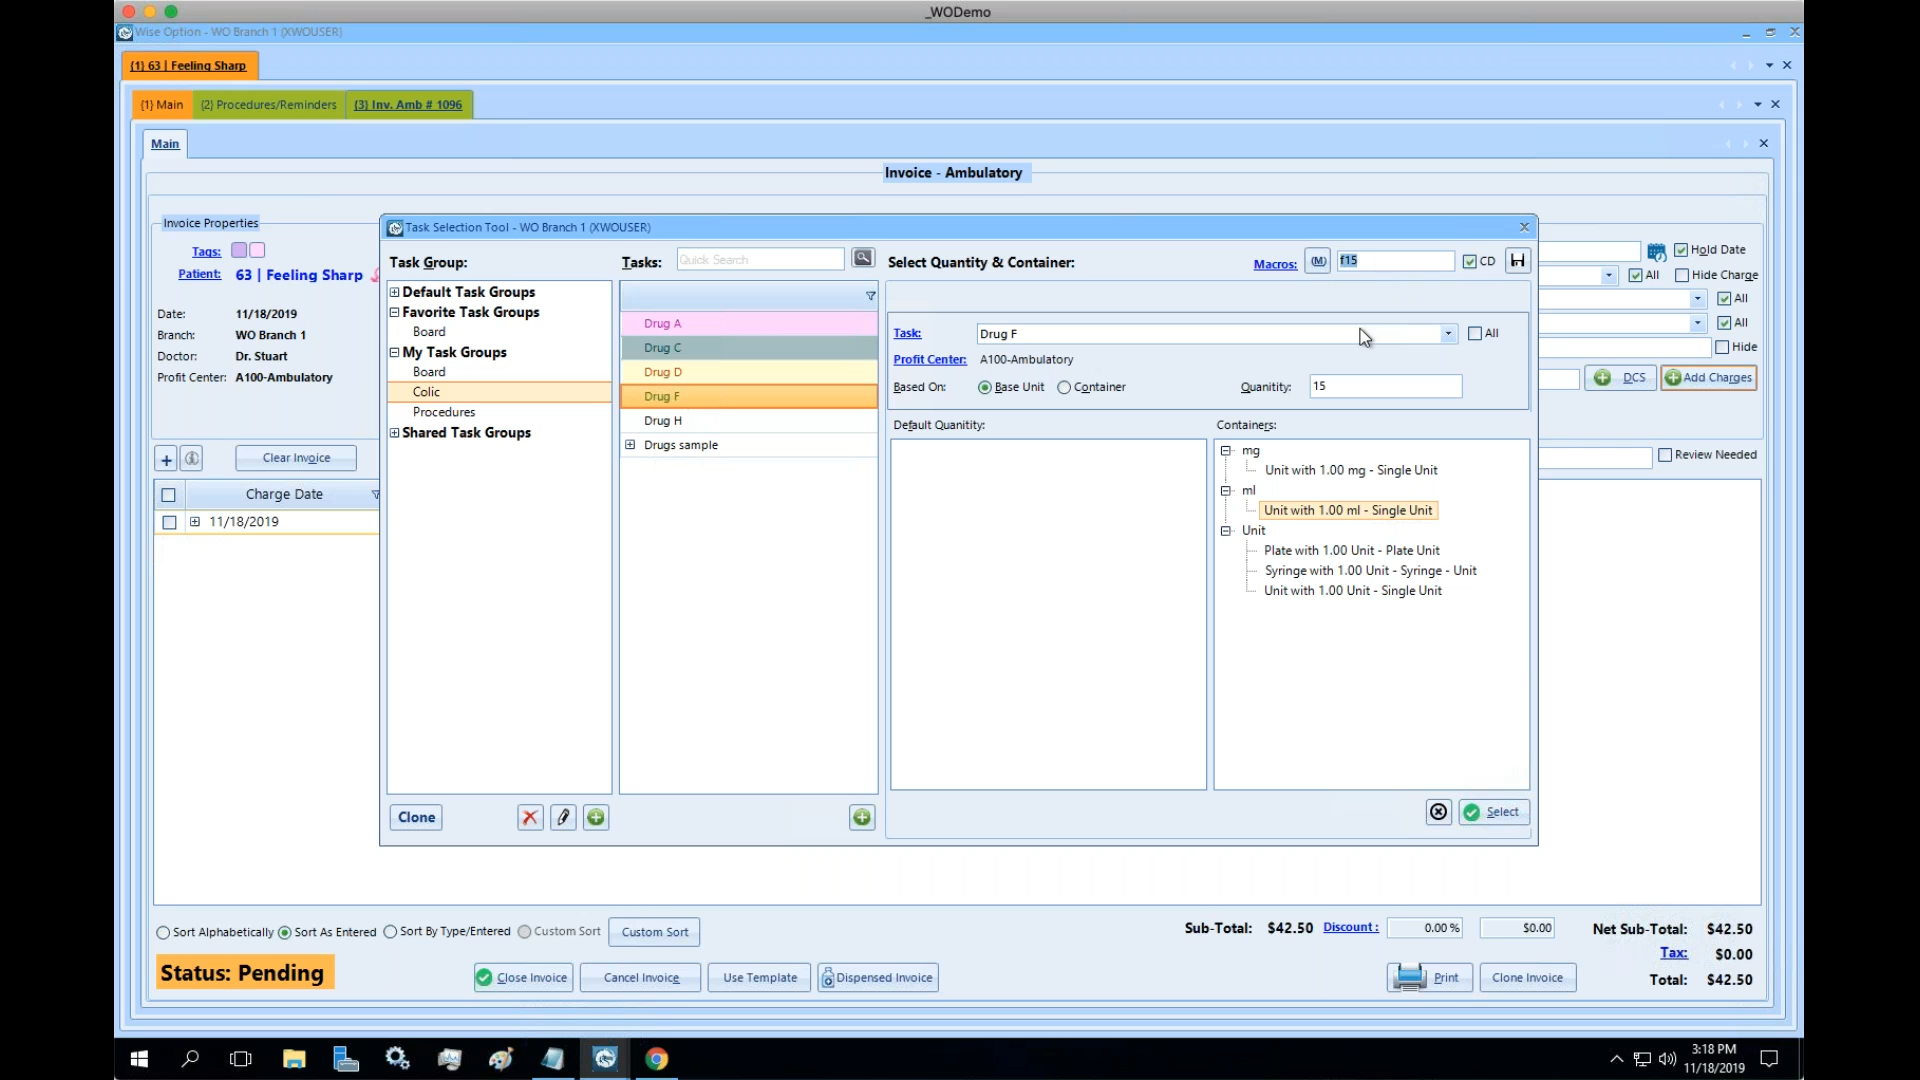 _WODemo
Wise Option - WO Branch 1 (XWOUSER)
{1} 63 | Feeling Sharp
{1} Main
{2} Procedures/Reminders
{3} Inv. Amb # 1096
Main
Invoice - Ambulatory
Invoice Properties
Tags:
Patient: 63 | Feeling Sharp
Date: 11/18/2019
Branch: WO Branch 1
Doctor: Dr. Stuart
Profit Center: A100-Ambulatory
Clear Invoice
Charge Date
11/18/2019
Task Selection Tool - WO Branch 1 (XWOUSER)
Task Group:
Default Task Groups
Favorite Task Groups
Board
My Task Groups
Board
Colic
Procedures
Shared Task Groups
Clone
Tasks: Quick Search
Drug A
Drug C
Drug D
Drug F
Drug H
Drugs sample
Select Quantity & Container:
Macros: (M) f15 CD
Task: Drug F All
Profit Center: A100-Ambulatory
Based On: Base Unit Container Quantity: 15
Default Quanitity:
Containers:
mg
Unit with 1.00 mg - Single Unit
ml
Unit with 1.00 ml - Single Unit
Unit
Plate with 1.00 Unit - Plate Unit
Syringe with 1.00 Unit - Syringe - Unit
Unit with 1.00 Unit - Single Unit
Select
Hold Date
All Hide Charge
All
All
Hide
DCS Add Charges
Review Needed
Sort Alphabetically Sort As Entered Sort By Type/Entered Custom Sort Custom Sort
Sub-Total: $42.50 Discount : 0.00 % $0.00
Net Sub-Total: $42.50
Tax: $0.00
Total: $42.50
Status: Pending
Close Invoice Cancel Invoice Use Template Dispensed Invoice Print Clone Invoice
3:18 PM
11/18/2019